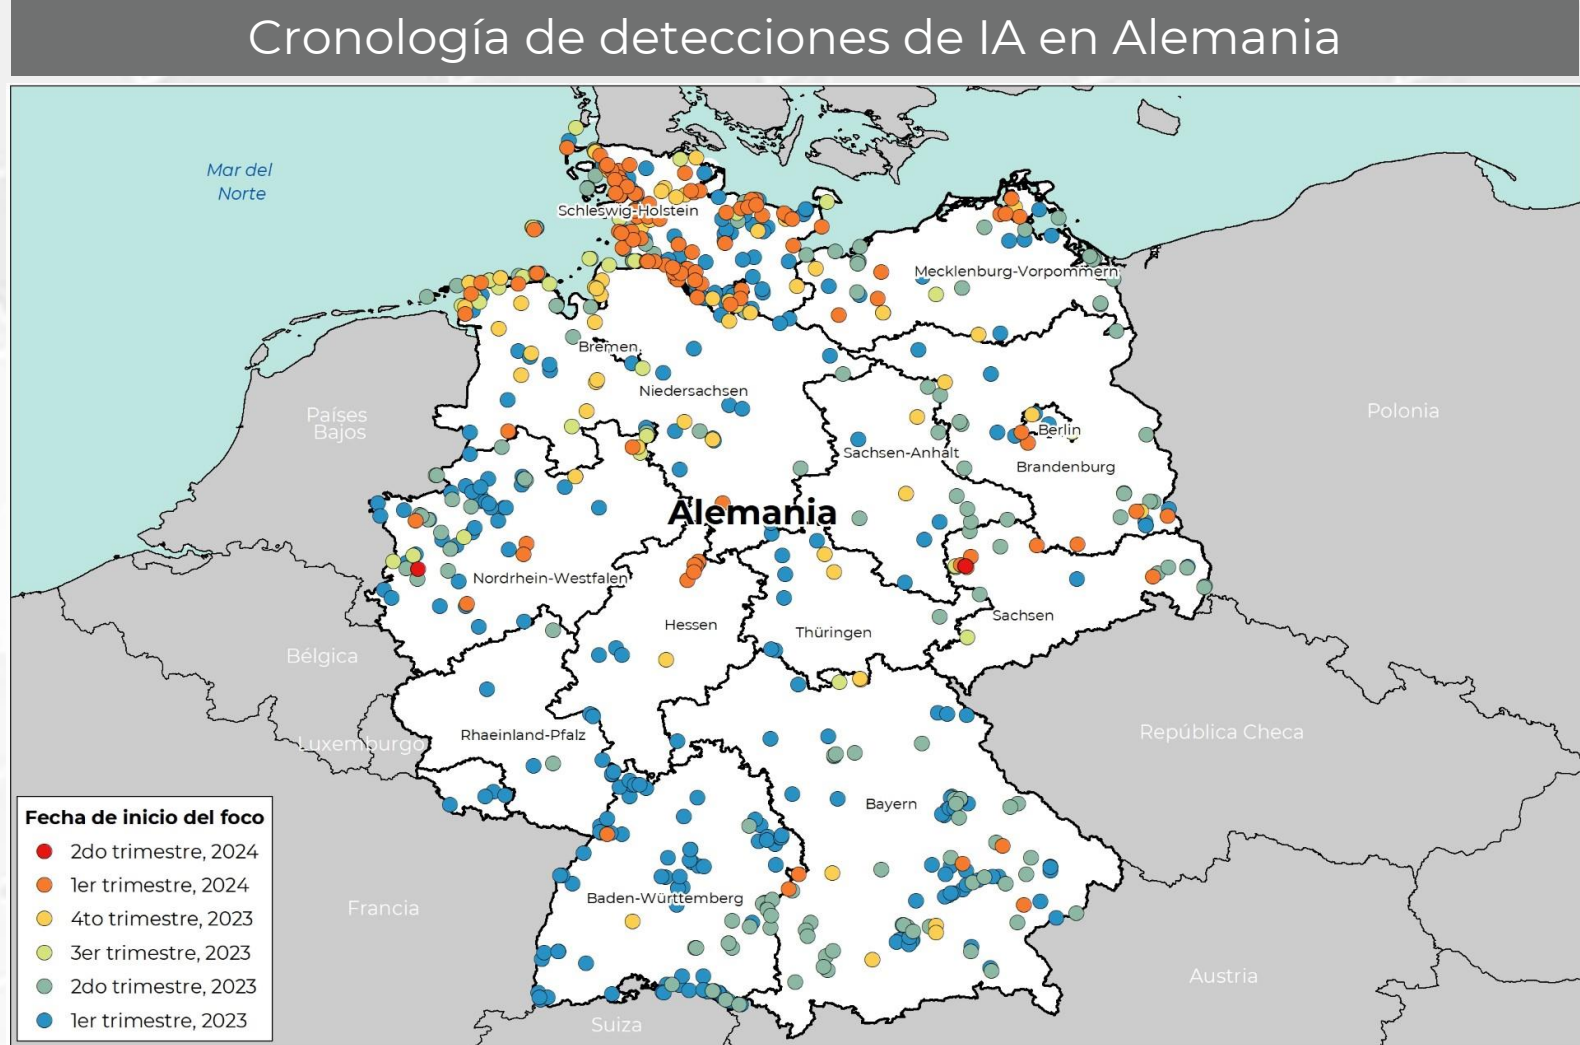 Cronología de detecciones de IA en Alemania
Mar del
Norte
Schleswig-Holstein
Mecklenburg-Vorpommern
Bremen
Niedersachsen
Países
Bajos
Polonia
Berlin
Sachsen-Anhalt
Brandenburg
Alemania
Nordrhein-Westfalen
Hessen
Thüringen
Sachsen
Bélgica
Luxemburgo
Rhaeinland-Pfalz
República Checa
Bayern
Baden-Württemberg
Francia
Austria
Suiza
Fecha de inicio del foco
2do trimestre, 2024
1er trimestre, 2024
4to trimestre, 2023
3er trimestre, 2023
2do trimestre, 2023
1er trimestre, 2023